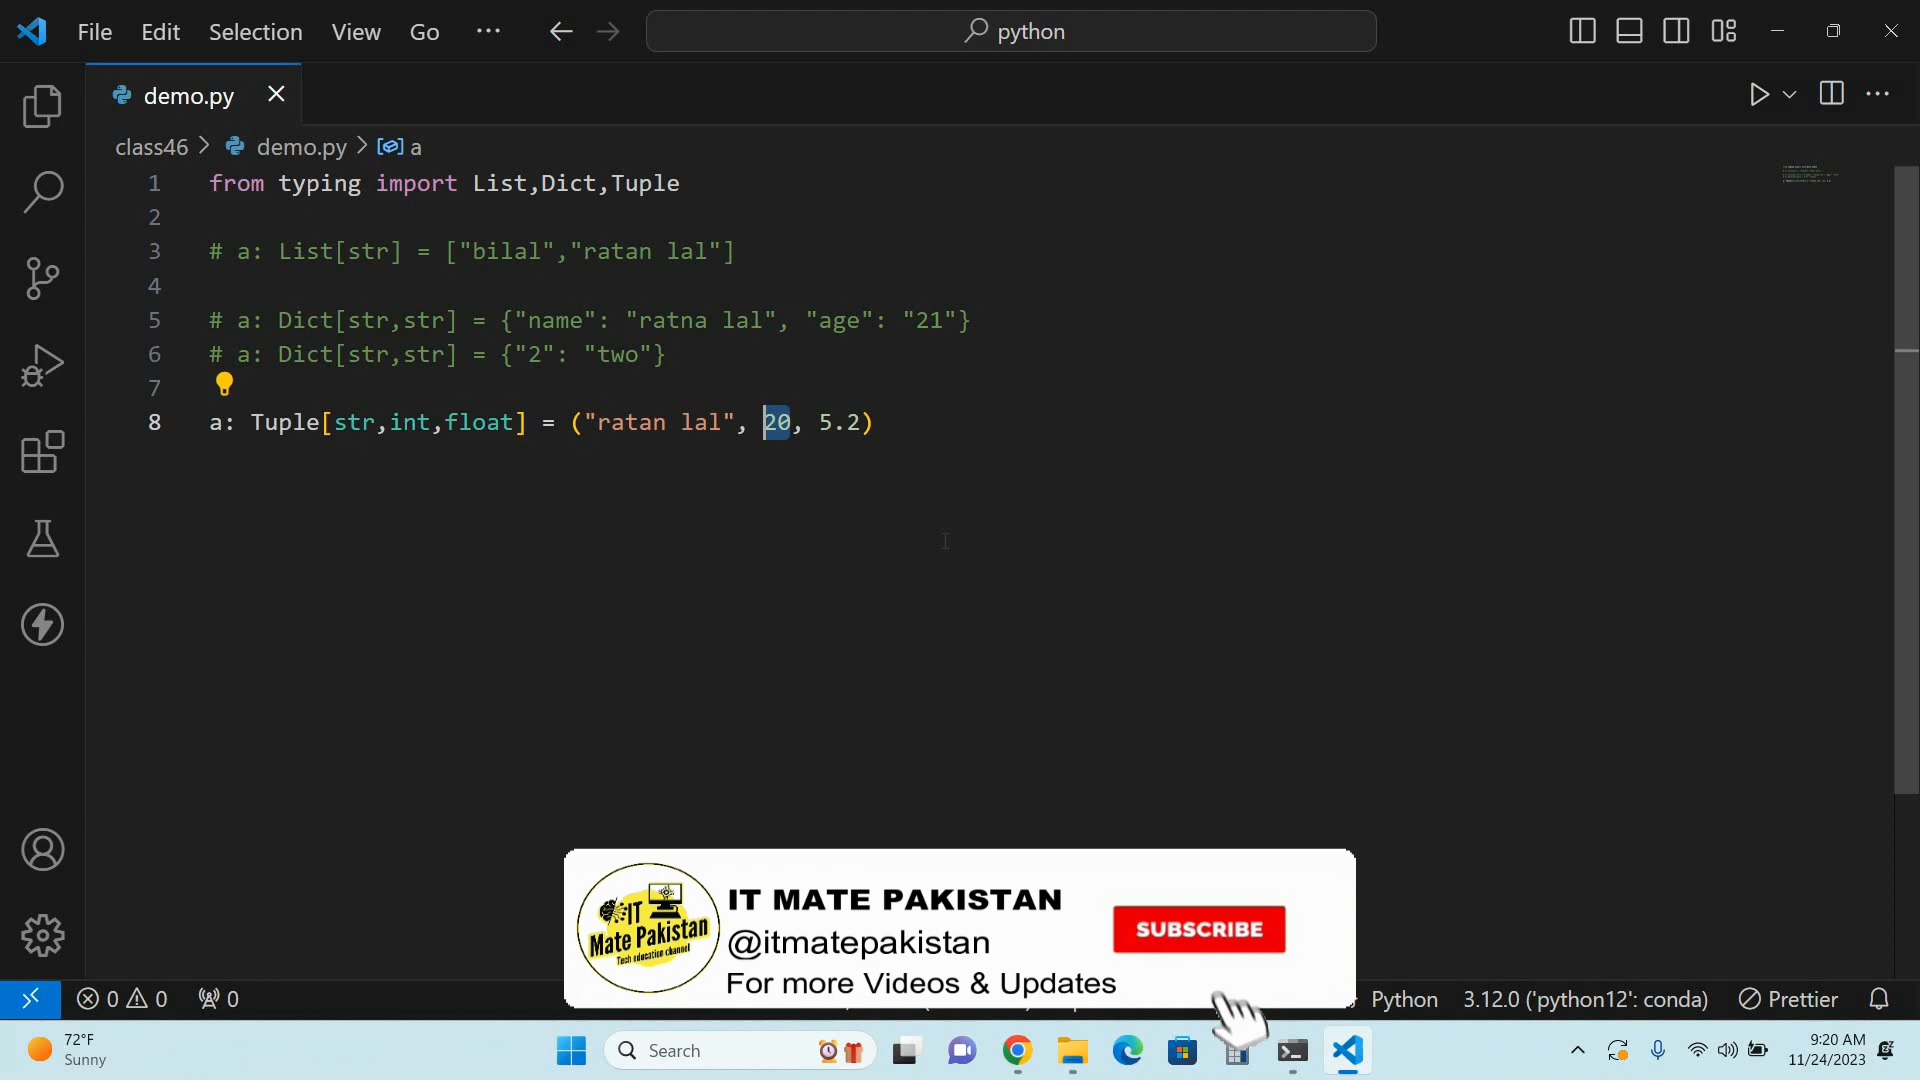 File Edit Selection View Go ··· python
demo.py
class46 > demo.py > a
1 from typing import List,Dict,Tuple
2
3 # a: List[str] = ["bilal","ratan lal"]
4
5 # a: Dict[str,str] = {"name": "ratna lal", "age": "21"}
6 # a: Dict[str,str] = {"2": "two"}
7
8 a: Tuple[str,int,float] = ("ratan lal", 20, 5.2)
IT Mate Pakistan
Tech education channel
IT MATE PAKISTAN
@itmatepakistan
For more Videos & Updates
SUBSCRIBE
0 0 0 Python 3.12.0 ('python12': conda) Prettier
72°F
Sunny
Search
9:20 AM
11/24/2023